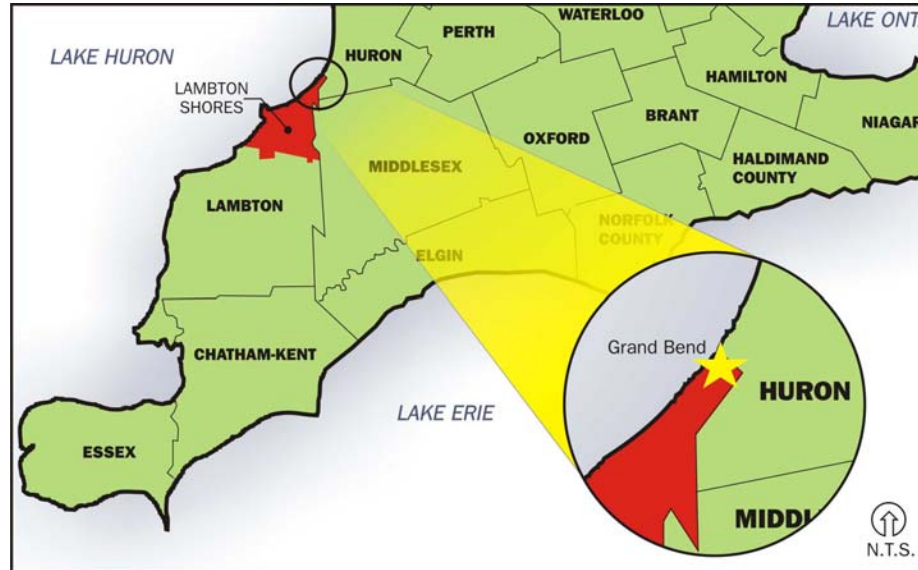 WATERLOO
LAKE ONT
PERTH
HURON
LAKE HURON
HAMILTON
LAMBTON
SHORES
BRANT
NIAGAR
OXFORD
MIDDLESEX
HALDIMAND
COUNTY
LAMBTON
NORFOLK
COUNTY
ELGIN
Grand Bend
CHATHAM-KENT
HURON
LAKE ERIE
ESSEX
MIDDL
N.T.S.